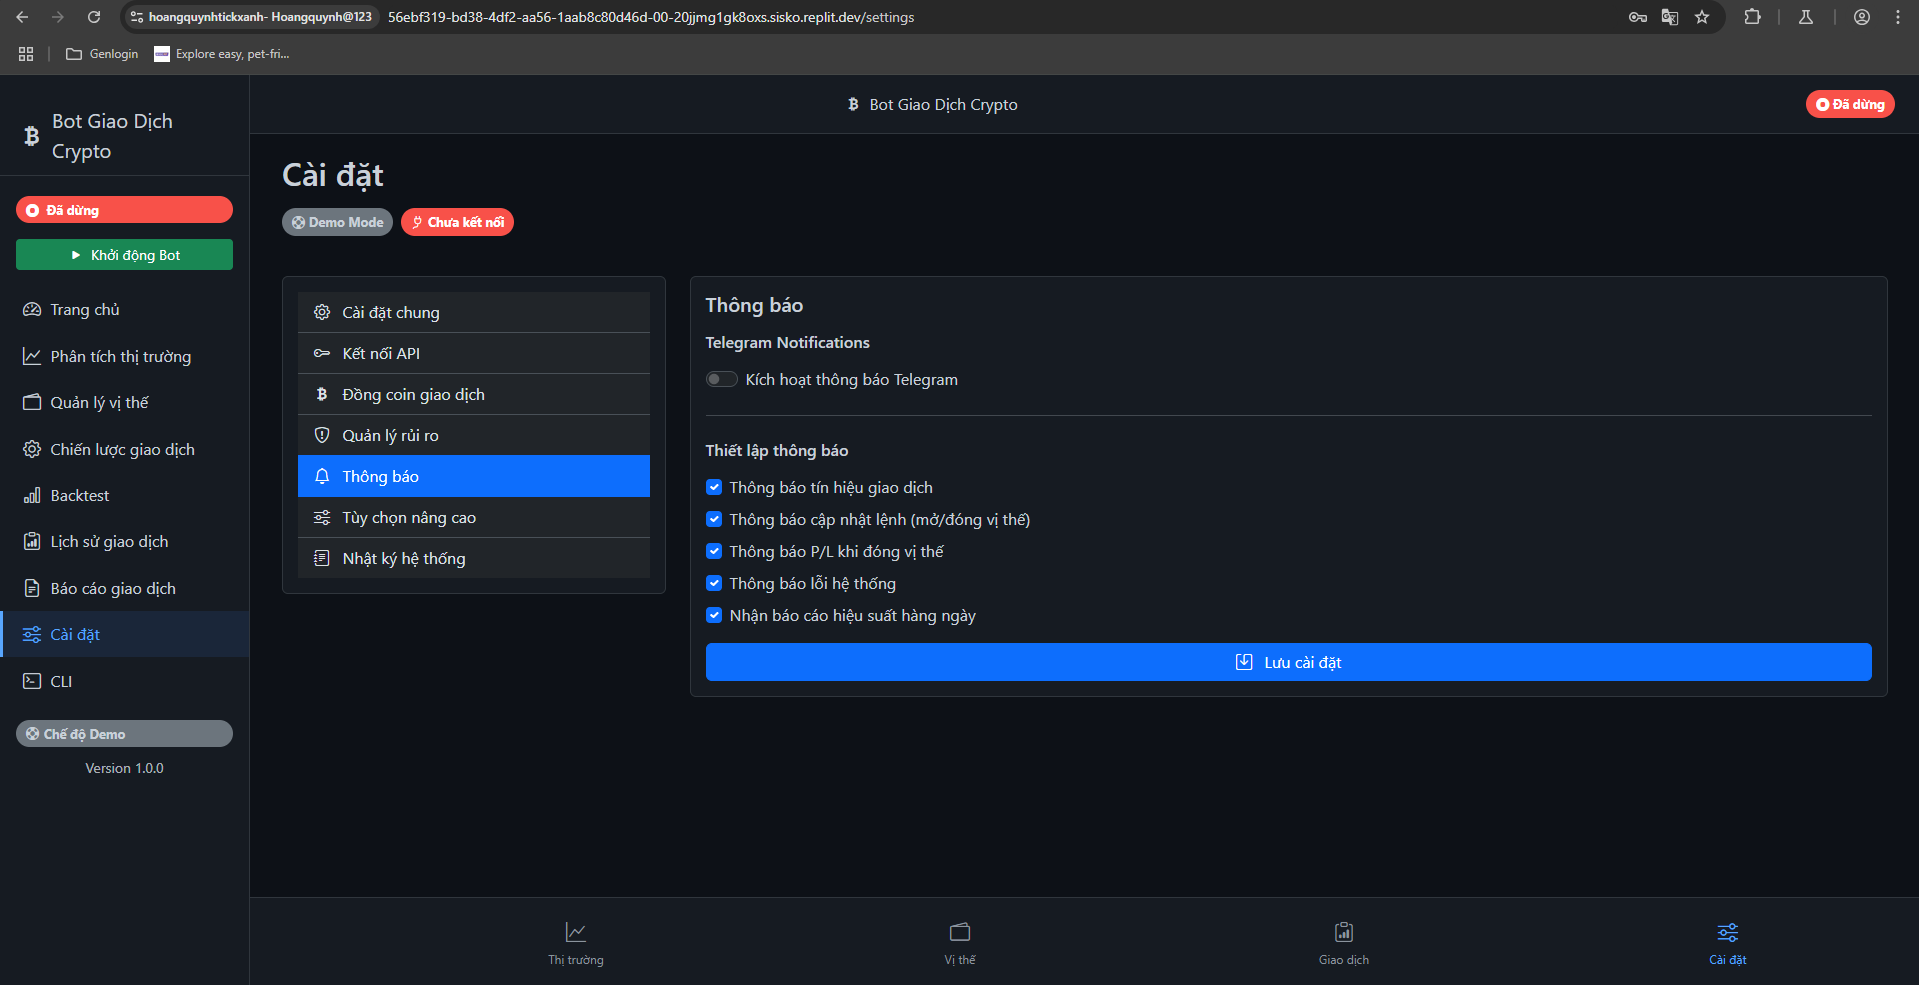 hoangquynhtickxanh- Hoangquynh@123
56ebf319-bd38-4df2-aa56-1aab8c80d46d-00-20jjmg1gk8oxs.sisko.replit.dev/settings
Genlogin
Explore easy, pet-fri...
Bot Giao Dịch
Crypto
Bot Giao Dịch Crypto
Đã dừng
Đã dừng
Khởi động Bot
Trang chủ
Phân tích thị trường
Quản lý vị thế
Chiến lược giao dịch
Backtest
Lịch sử giao dịch
Báo cáo giao dịch
Cài đặt
CLI
Chế độ Demo
Version 1.0.0
Cài đặt
Demo Mode
Chưa kết nối
Cài đặt chung
Kết nối API
Đồng coin giao dịch
Quản lý rủi ro
Thông báo
Tùy chọn nâng cao
Nhật ký hệ thống
Thông báo
Telegram Notifications
Kích hoạt thông báo Telegram
Thiết lập thông báo
Thông báo tín hiệu giao dịch
Thông báo cập nhật lệnh (mở/đóng vị thế)
Thông báo P/L khi đóng vị thế
Thông báo lỗi hệ thống
Nhận báo cáo hiệu suất hàng ngày
Lưu cài đặt
Thị trường
Vị thế
Giao dịch
Cài đặt